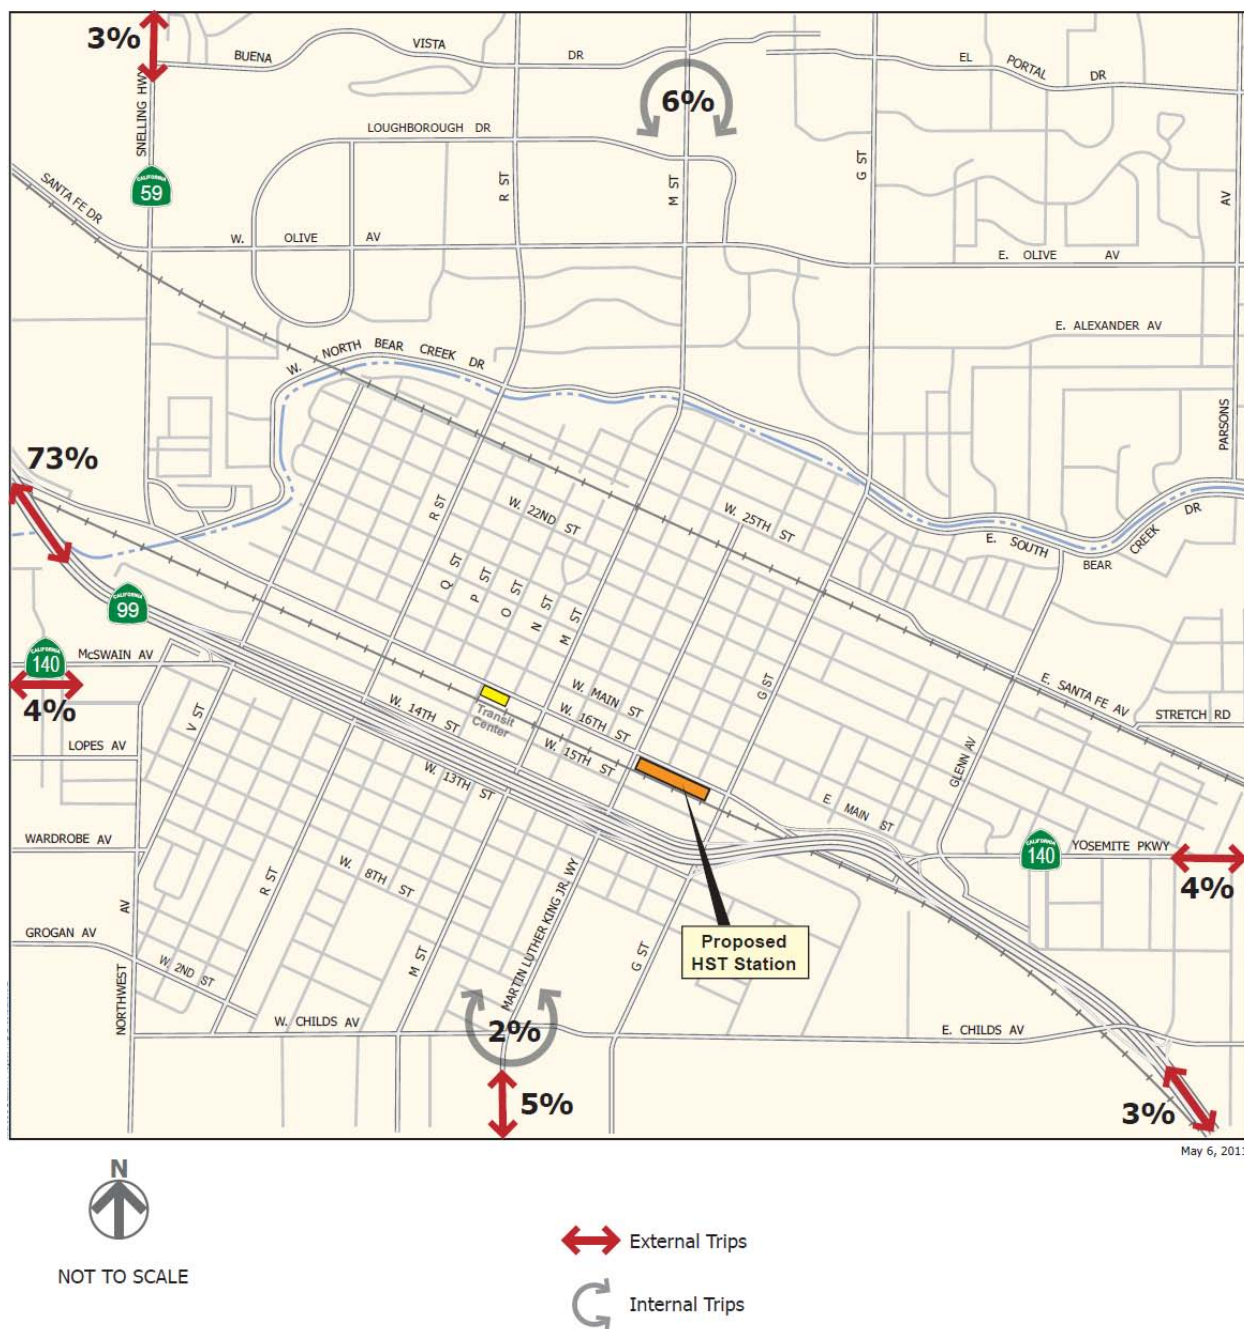 3%
BUENA VISTA DR
EL PORTAL DR
6%
SNELLING HWY
LOUGHBOROUGH DR
CALIFORNIA
59
SANTA FE DR
R ST
M ST
G ST
AV
W. OLIVE AV
E. OLIVE AV
E. ALEXANDER AV
W. NORTH BEAR CREEK DR
PARSONS
73%
R ST
W. 22ND ST
W. 25TH ST
E. SOUTH BEAR CREEK DR
Q ST
P ST
O ST
N ST
M ST
CALIFORNIA
99
CALIFORNIA
140
McSWAIN AV
4%
V ST
W. 14TH ST
Transit
Center
W. MAIN ST
W. 16TH ST
W. 15TH ST
G ST
E. SANTA FE AV
STRETCH RD
LOPES AV
W. 13TH ST
GLENN AV
E. MAIN ST
WARDROBE AV
CALIFORNIA
140
YOSEMITE PKWY
4%
R ST
W. 8TH ST
AV
GROGAN AV
W. 2ND ST
M ST
MARTIN LUTHER KING JR. WY
G ST
Proposed
HST Station
NORTHWEST
W. CHILDS AV
2%
E. CHILDS AV
5%
3%
May 6, 2011
N
NOT TO SCALE
External Trips
Internal Trips